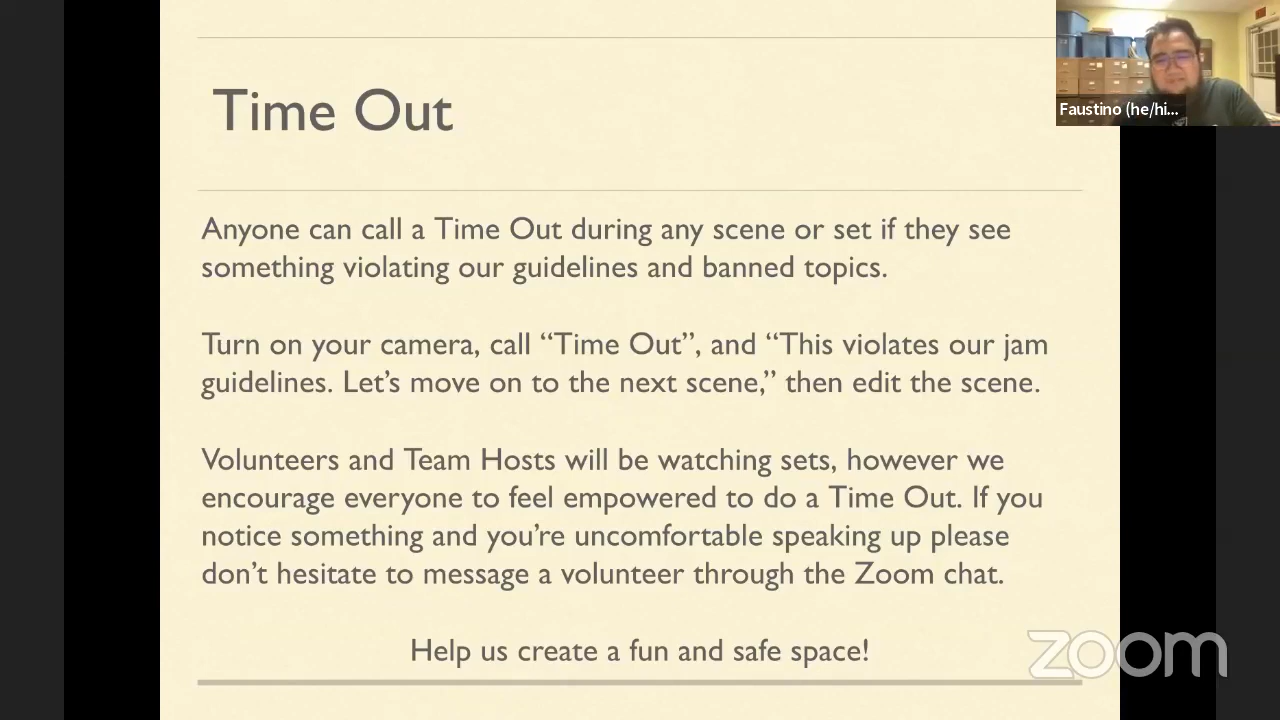 Time Out
Faustino (he/hi...
Anyone can call a Time Out during any scene or set if they see
something violating our guidelines and banned topics.
Turn on your camera, call “Time Out”, and “This violates our jam
guidelines. Let’s move on to the next scene,” then edit the scene.
Volunteers and Team Hosts will be watching sets, however we
encourage everyone to feel empowered to do a Time Out. If you
notice something and you’re uncomfortable speaking up please
don’t hesitate to message a volunteer through the Zoom chat.
Help us create a fun and safe space!
zoom